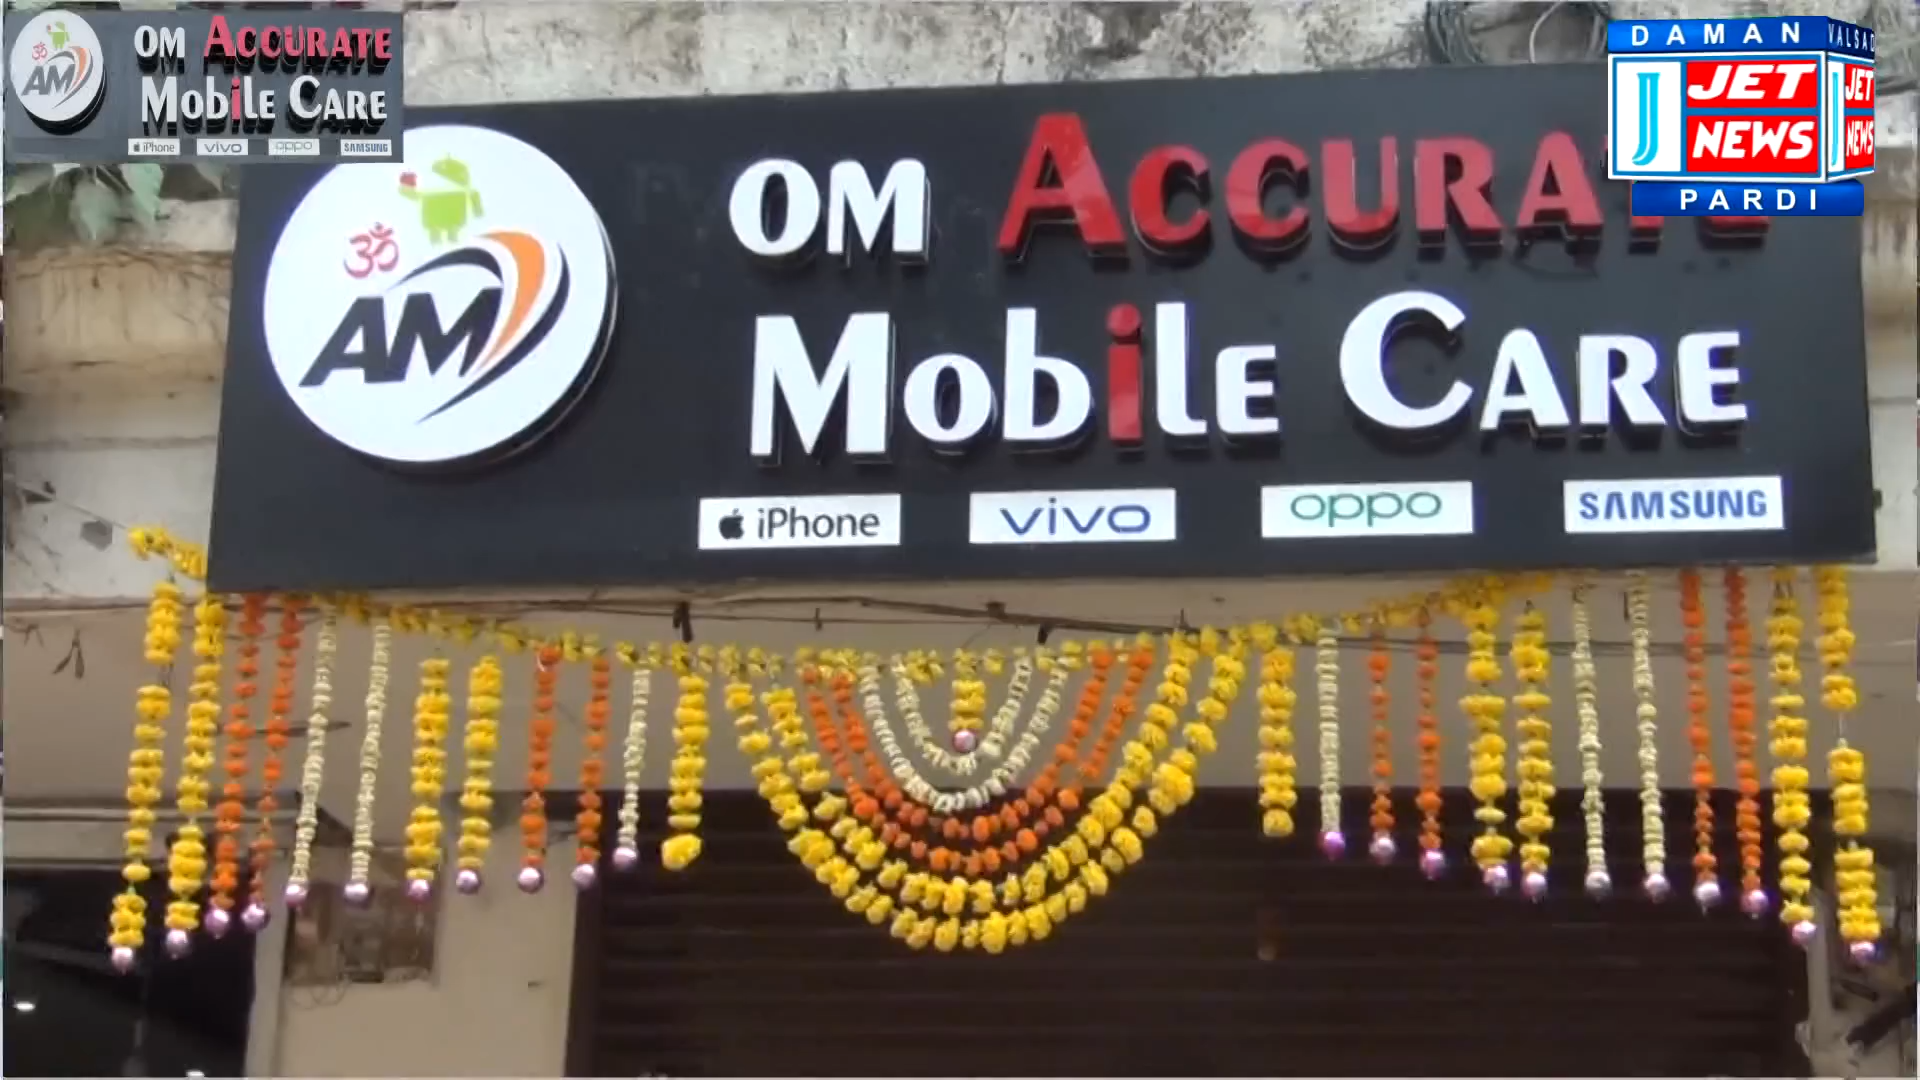 ॐ
AM
OM ACCURATE
MobiLE CARE
iPhone vivo oppo SAMSUNG
DAMAN VALSAD
J JET NEWS J JET NEWS
PARDI
ॐ
AM
OM ACCURA
MobiLE CARE
iPhone vivo oppo SAMSUNG